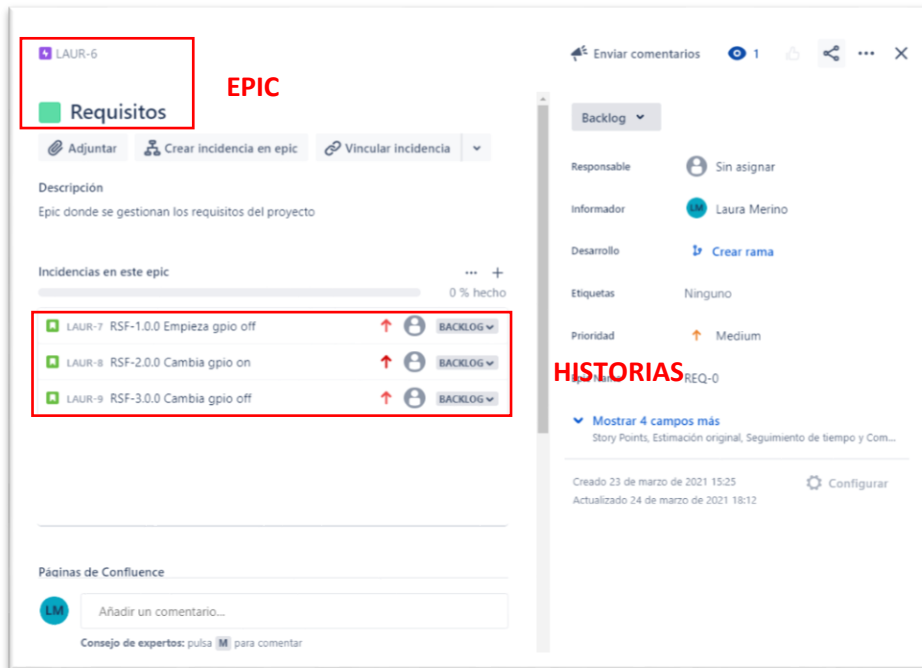 LAUR-6
Enviar comentarios 1
EPIC
Requisitos
Adjuntar Crear incidencia en epic Vincular incidencia
Descripción
Epic donde se gestionan los requisitos del proyecto
Incidencias en este epic
0 % hecho
LAUR-7 RSF-1.0.0 Empieza gpio off BACKLOG
LAUR-8 RSF-2.0.0 Cambia gpio on BACKLOG
LAUR-9 RSF-3.0.0 Cambia gpio off BACKLOG
HISTORIAS
Páginas de Confluence
LM Añadir un comentario...
Consejo de expertos: pulsa M para comentar
Backlog
Responsable Sin asignar
Informador LM Laura Merino
Desarrollo Crear rama
Etiquetas Ninguno
Prioridad Medium
Name REQ-0
Mostrar 4 campos más
Story Points, Estimación original, Seguimiento de tiempo y Com...
Creado 23 de marzo de 2021 15:25 Configurar
Actualizado 24 de marzo de 2021 18:12